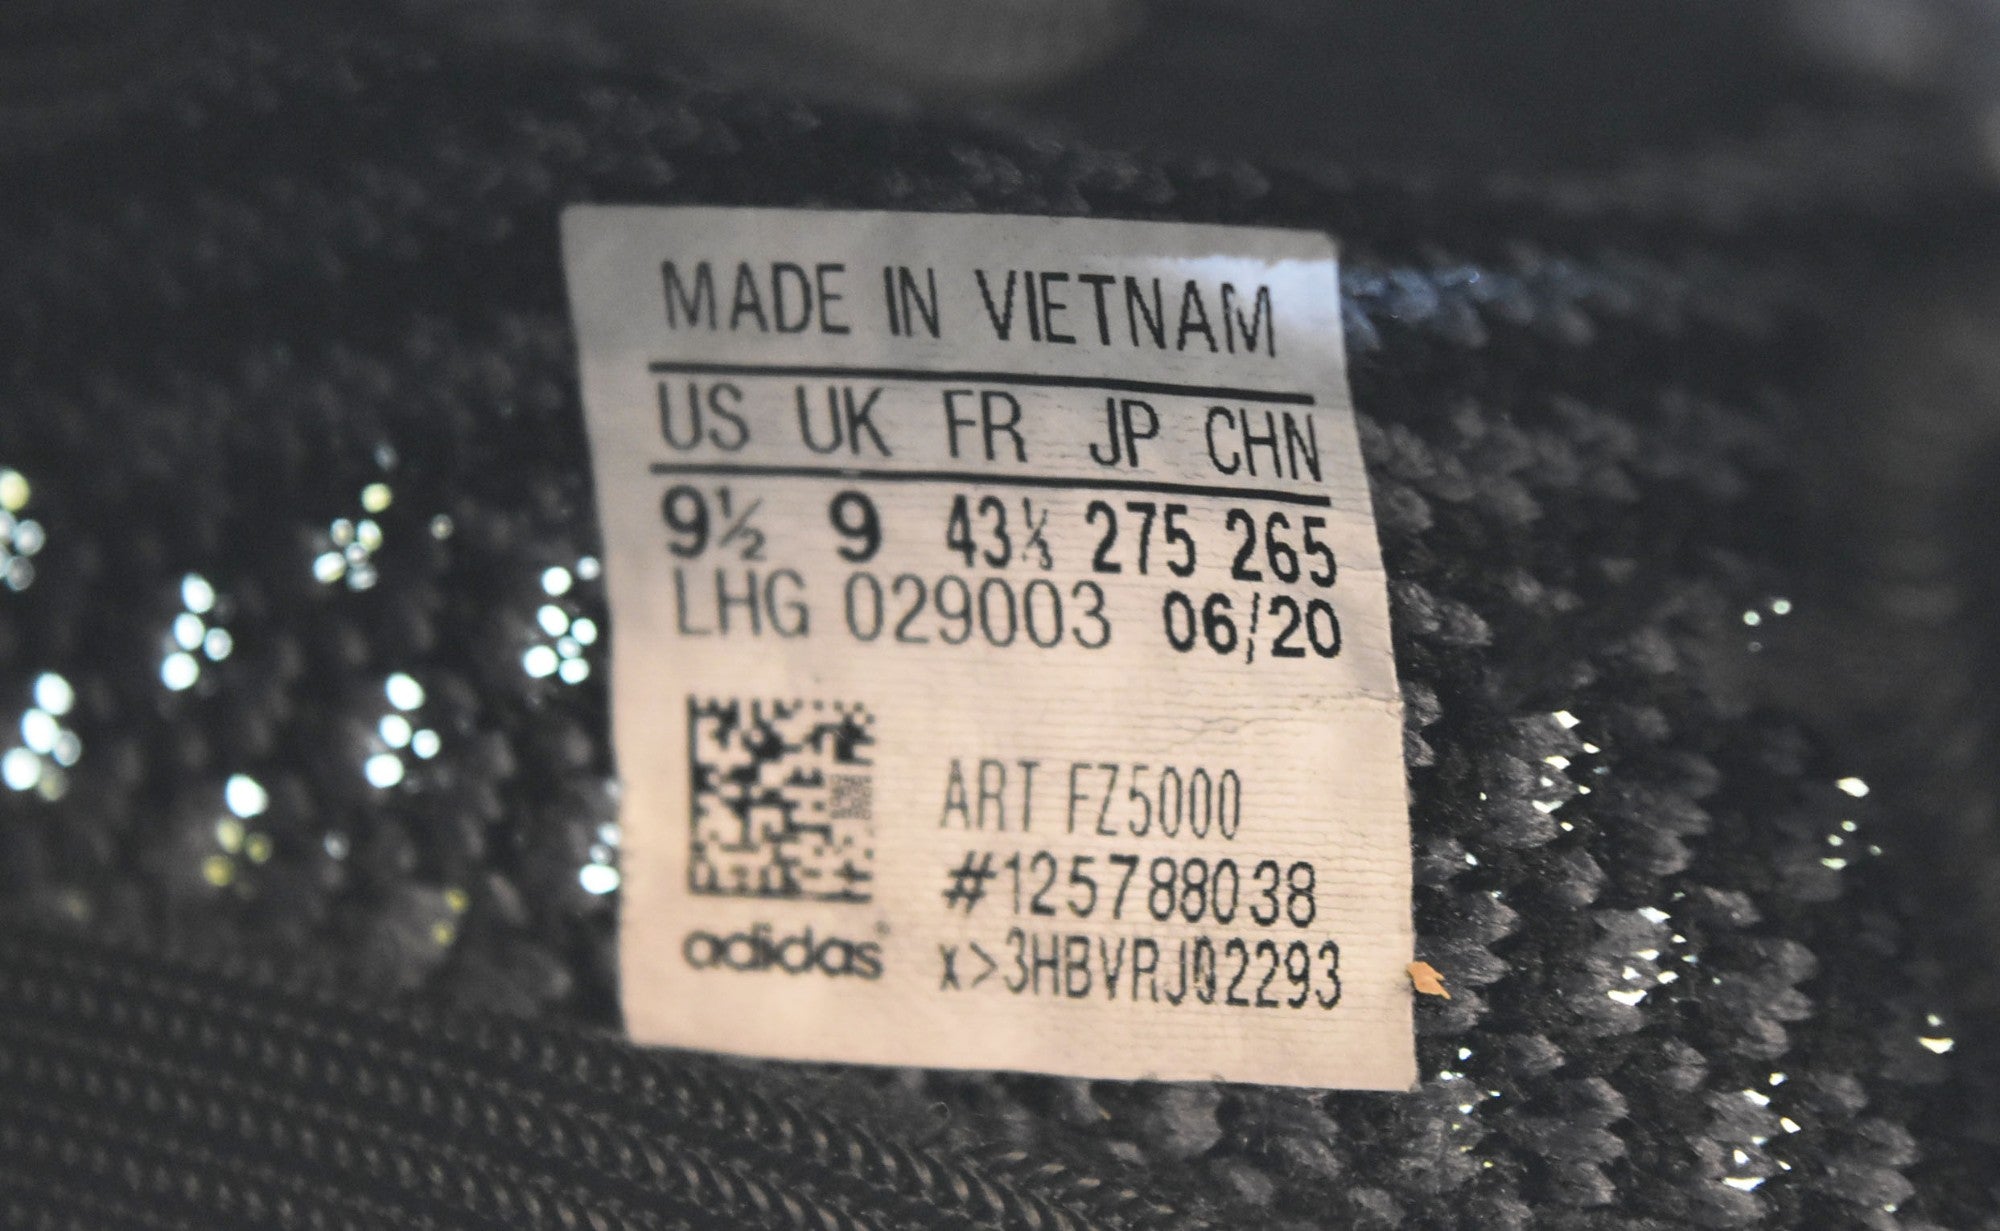 MADE IN VIETNAM
US UK FR JP CHN
9½ 9 43⅓ 275 265
LHG 029003 06/20
ART FZ5000
#125788038
adidas® x>3HBVRJQ2293